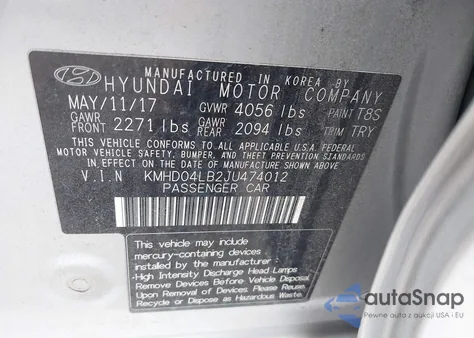 MANUFACTURED IN KOREA BY
HYUNDAI MOTOR COMPANY
MAY/11/17 GVWR 4056 lbs PAINT T8S
GAWR FRONT 2271 lbs GAWR REAR 2094 lbs TRIM TRY
THIS VEHICLE CONFORMS TO ALL APPLICABLE U.S.A. FEDERAL
MOTOR VEHICLE SAFETY, BUMPER, AND THEFT PREVENTION
STANDARDS IN EFFECT ON THE DATE OF MANUFACTURE SHOWN ABOVE.
V.I.N KMHD04LB2JU474012
PASSENGER CAR
This vehicle may include
mercury-containing devices
installed by the manufacturer:
-High Intensity Discharge Head Lamps
Remove Devices Before Vehicle Disposal
Upon Removal of Devices Please Reuse,
Recycle or Dispose as Hazardous Waste.
autoSnap
Pewne auta z aukcji USA i EU